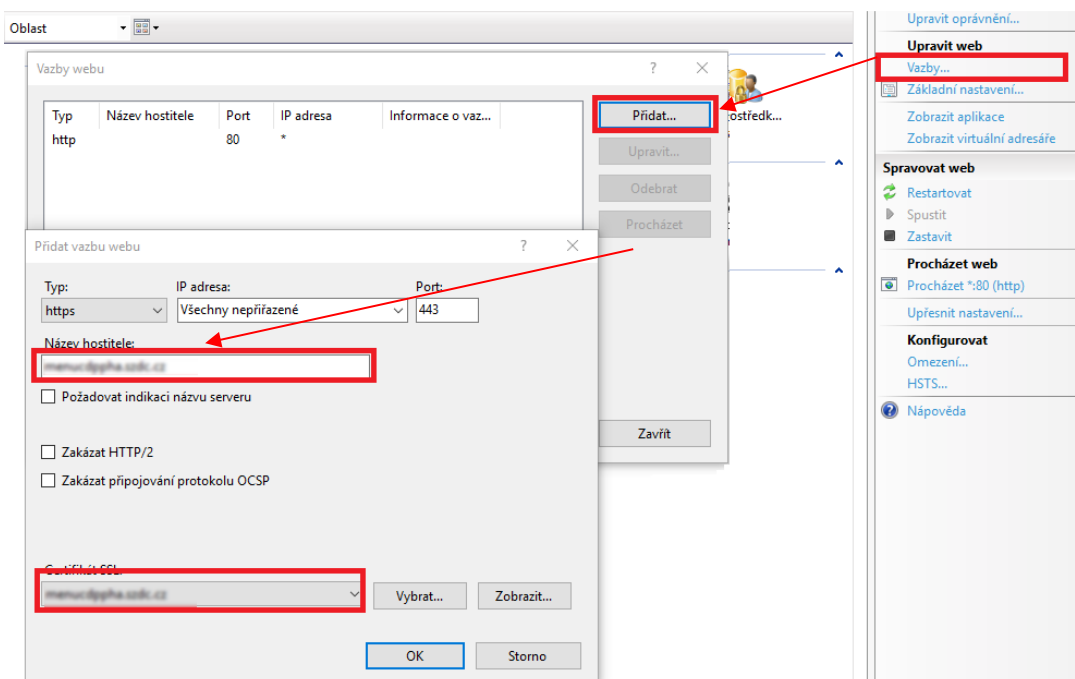 Oblast
Vazby webu
?
Typ Název hostitele Port IP adresa Informace o vaz...
http 80 *
Přidat...
Upravit...
Odebrat
Procházet
Zavřít
ostředk...
Přidat vazbu webu
?
Typ: IP adresa: Port:
https Všechny nepřiřazené 443
Název hostitele:
Požadovat indikaci názvu serveru
Zakázat HTTP/2
Zakázat připojování protokolu OCSP
Certifikát SSL:
Vybrat... Zobrazit...
OK Storno
Upravit oprávnění...
Upravit web
Vazby...
Základní nastavení...
Zobrazit aplikace
Zobrazit virtuální adresáře
Spravovat web
Restartovat
Spustit
Zastavit
Procházet web
Procházet *:80 (http)
Upřesnit nastavení...
Konfigurovat
Omezení...
HSTS...
Nápověda